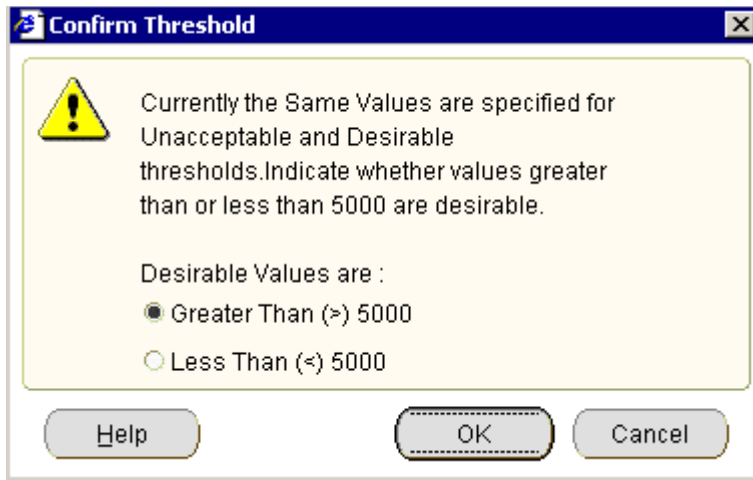 Confirm Threshold
Currently the Same Values are specified for
Unacceptable and Desirable
thresholds.Indicate whether values greater
than or less than 5000 are desirable.
Desirable Values are :
Greater Than (>) 5000
Less Than (<) 5000
Help OK Cancel